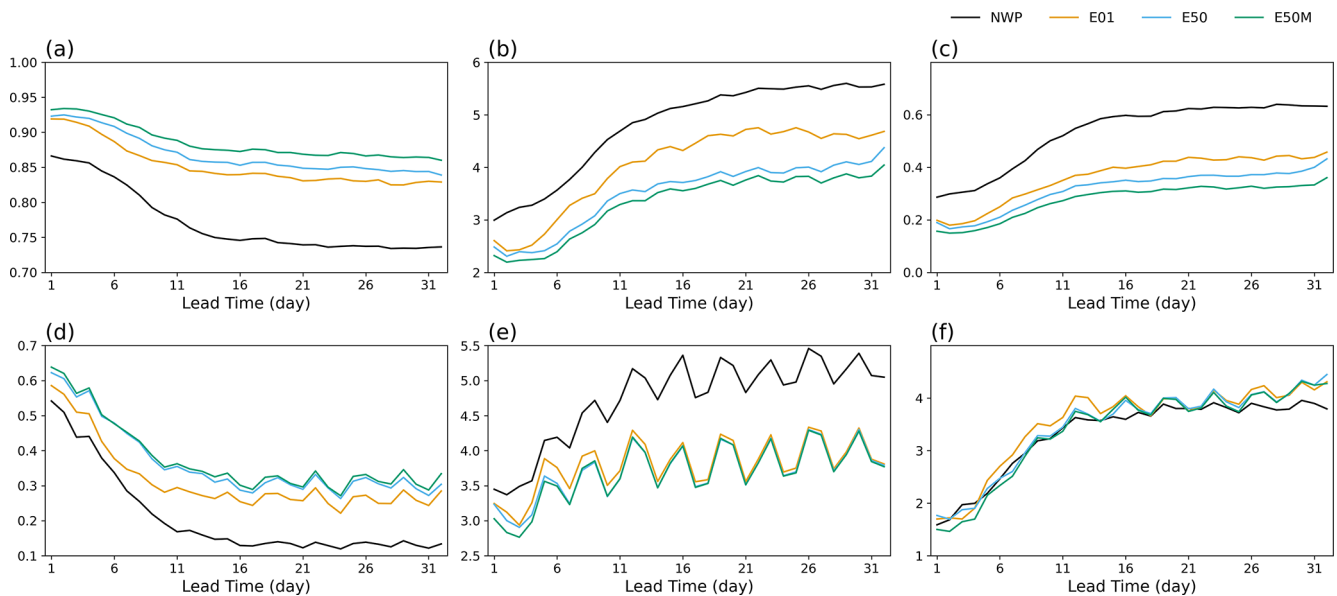 NWP E01 E50 E50M
(a) (b) (c)
1.00 0.95 0.90 0.85 0.80 0.75 0.70
1 6 11 16 21 26 31
Lead Time (day)
6 5 4 3 2
1 6 11 16 21 26 31
Lead Time (day)
0.6 0.4 0.2 0.0
1 6 11 16 21 26 31
Lead Time (day)
(d) (e) (f)
0.7 0.6 0.5 0.4 0.3 0.2 0.1
1 6 11 16 21 26 31
Lead Time (day)
5.5 5.0 4.5 4.0 3.5 3.0 2.5
1 6 11 16 21 26 31
Lead Time (day)
4 3 2 1
1 6 11 16 21 26 31
Lead Time (day)